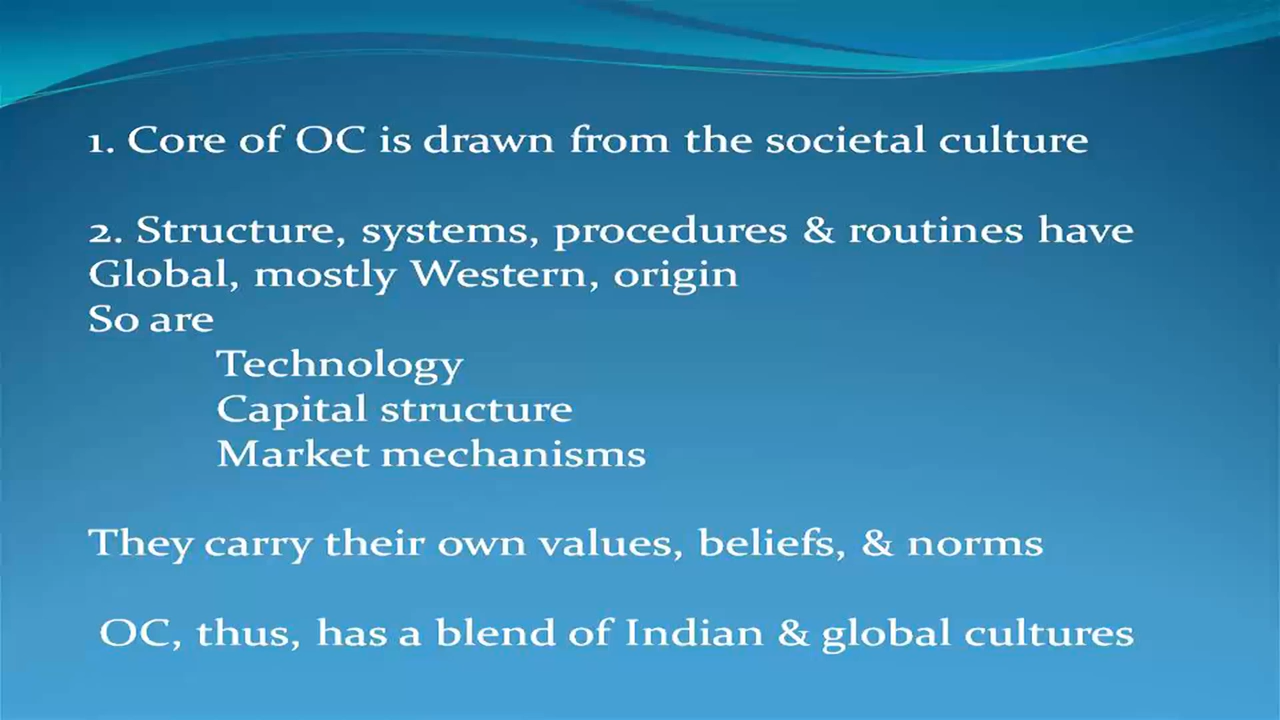 1. Core of OC is drawn from the societal culture
2. Structure, systems, procedures & routines have
Global, mostly Western, origin
So are
Technology
Capital structure
Market mechanisms
They carry their own values, beliefs, & norms
OC, thus, has a blend of Indian & global cultures